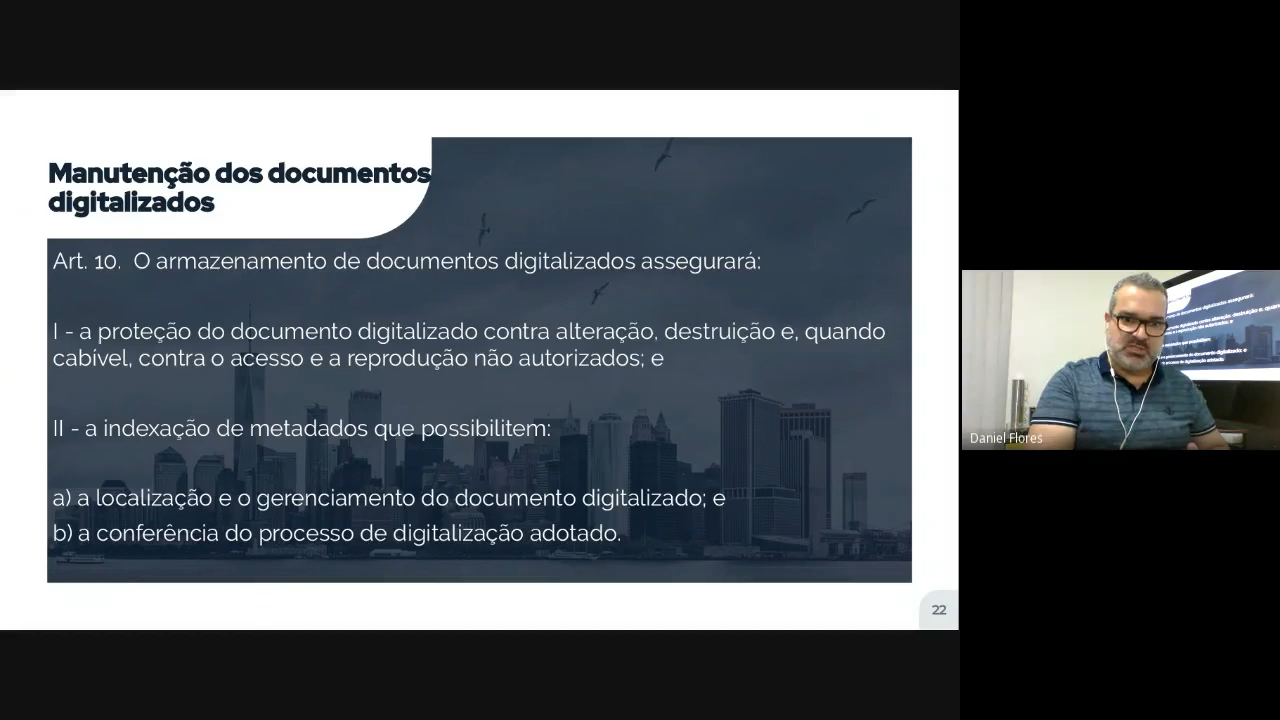 Manutenção dos documentos
digitalizados
Art. 10. O armazenamento de documentos digitalizados assegurará:
I - a proteção do documento digitalizado contra alteração, destruição e, quando
cabível, contra o acesso e a reprodução não autorizados; e
II - a indexação de metadados que possibilitem:
a) a localização e o gerenciamento do documento digitalizado; e
b) a conferência do processo de digitalização adotado.
22
Daniel Flores